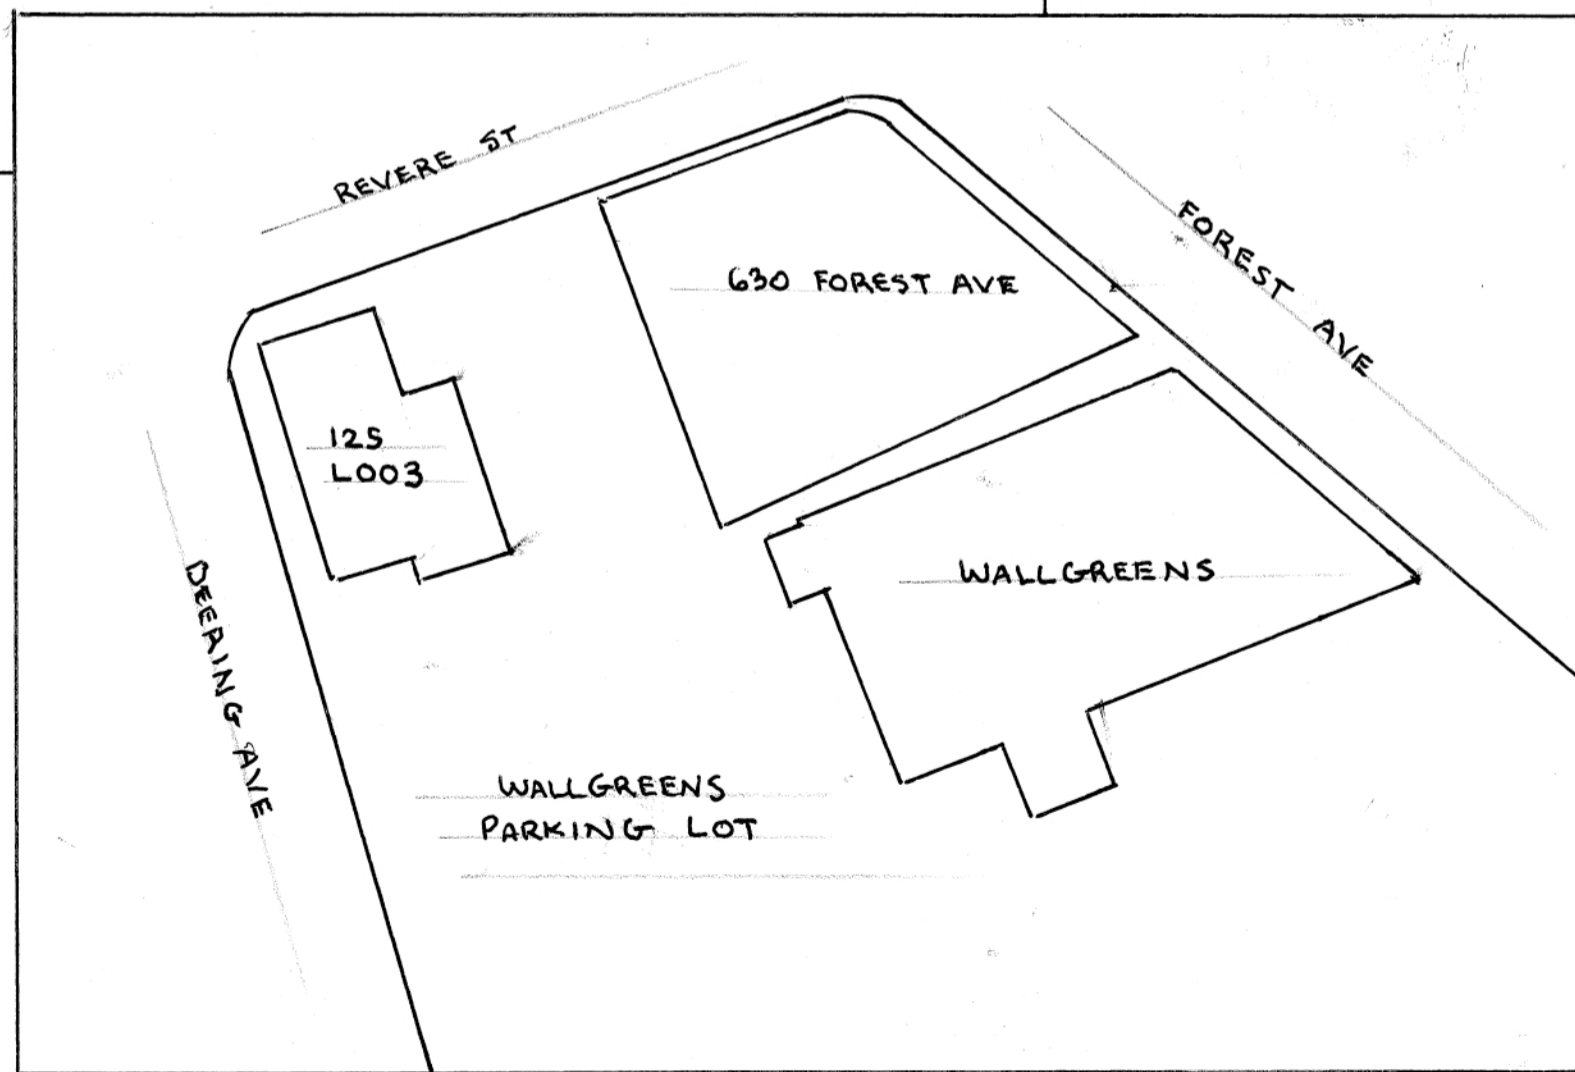 REVERE ST
FOREST AVE
630 FOREST AVE
125
L003
WALLGREENS
DEERING AVE
WALLGREENS
PARKING LOT